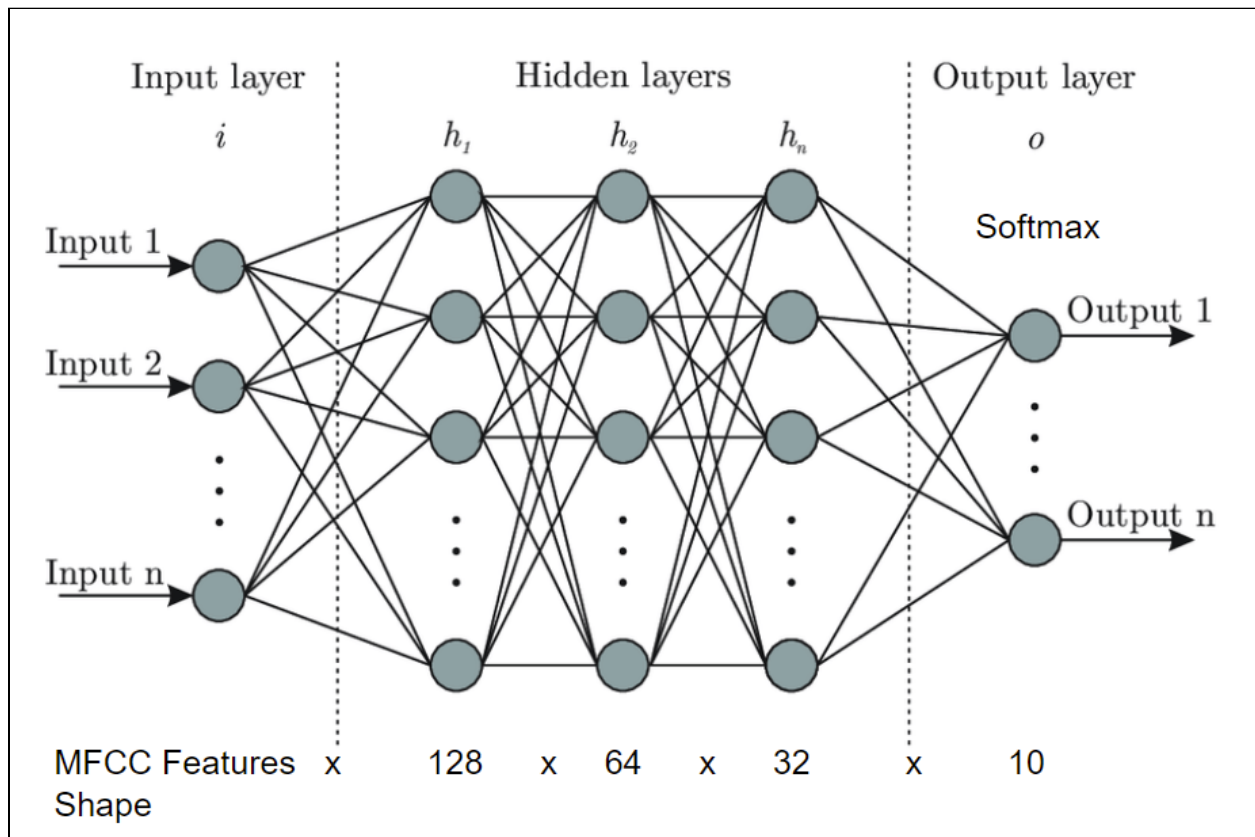 Input layer Hidden layers Output layer
i h₁ h₂ hₙ o
Softmax
Input 1
Output 1
Input 2
Output n
Input n
MFCC Features x 128 x 64 x 32 x 10
Shape